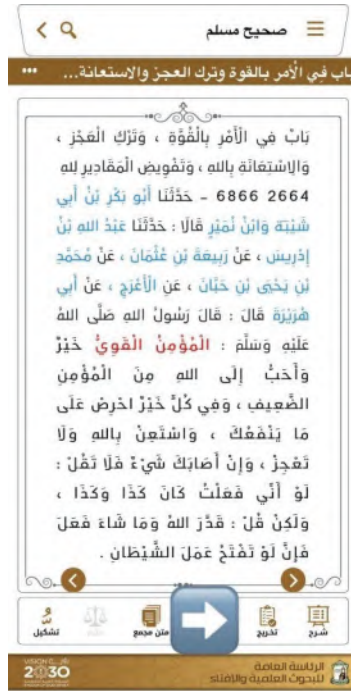 صحيح مسلم
باب في الأمر بالقوة وترك العجز والاستعانة...
بَابٌ فِي الْأَمْرِ بِالْقُوَّةِ ، وَتَرْكِ الْعَجْزِ ،
وَالِاسْتِعَانَةِ بِاللهِ ، وَتَفْوِيضِ الْمَقَادِيرِ لِلهِ
2664 6866 - حَدَّثَنَا أَبُو بَكْرِ بْنُ أَبِي
شَيْبَةَ وَابْنُ نُمَيْرٍ قَالَا : حَدَّثَنَا عَبْدُ اللهِ بْنُ
إِدْرِيسَ ، عَنْ رَبِيعَةَ بْنِ عُثْمَانَ ، عَنْ مُحَمَّدِ
بْنِ يَحْيَى بْنِ حَبَّانَ ، عَنِ الْأَعْرَجِ ، عَنْ أَبِي
هُرَيْرَةَ قَالَ : قَالَ رَسُولُ اللهِ صَلَّى اللهُ
عَلَيْهِ وَسَلَّمَ : الْمُؤْمِنُ الْقَوِيُّ خَيْرٌ
وَأَحَبُّ إِلَى اللهِ مِنَ الْمُؤْمِنِ
الضَّعِيفِ ، وَفِي كُلٍّ خَيْرٌ احْرِصْ عَلَى
مَا يَنْفَعُكَ ، وَاسْتَعِنْ بِاللهِ وَلَا
تَعْجِزْ ، وَإِنْ أَصَابَكَ شَيْءٌ فَلَا تَقُلْ :
لَوْ أَنِّي فَعَلْتُ كَانَ كَذَا وَكَذَا ،
وَلَكِنْ قُلْ : قَدَّرَ اللهُ وَمَا شَاءَ فَعَلَ
فَإِنَّ لَوْ تَفْتَحُ عَمَلَ الشَّيْطَانِ .
شرح تخريج متن مجمع تشكيل
الرئاسة العامة
للبحوث العلمية والإفتاء
VISION رؤية
2030